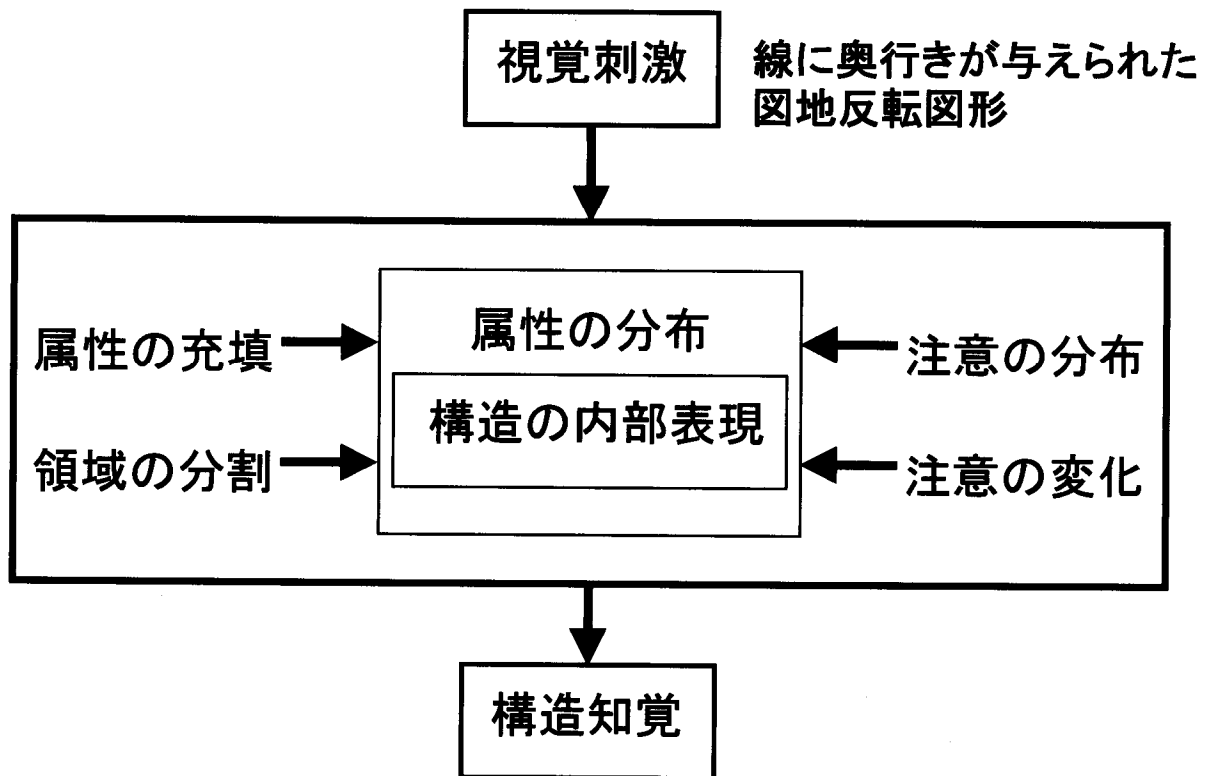 視覚刺激
線に奥行きが与えられた
図地反転図形
属性の充填
属性の分布
注意の分布
構造の内部表現
領域の分割
注意の変化
構造知覚